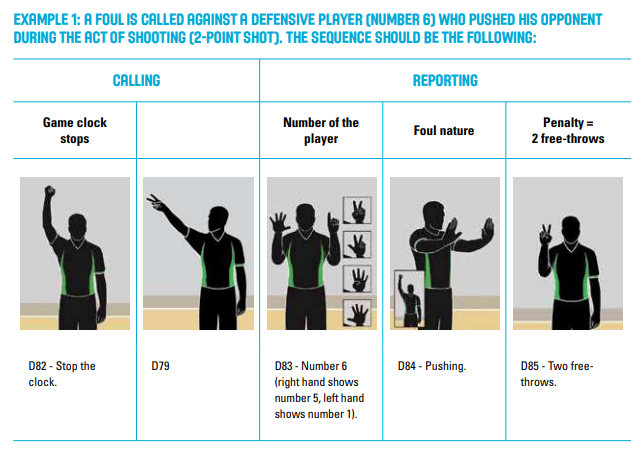 EXAMPLE 1: A FOUL IS CALLED AGAINST A DEFENSIVE PLAYER (NUMBER 6) WHO PUSHED HIS OPPONENT
DURING THE ACT OF SHOOTING (2-POINT SHOT). THE SEQUENCE SHOULD BE THE FOLLOWING:
CALLING
REPORTING
Game clock
stops
Number of the
player
Foul nature
Penalty =
2 free-throws
D82 - Stop the
clock.
D79
D83 - Number 6
(right hand shows
number 5, left hand
shows number 1).
D84 - Pushing.
D85 - Two free-
throws.